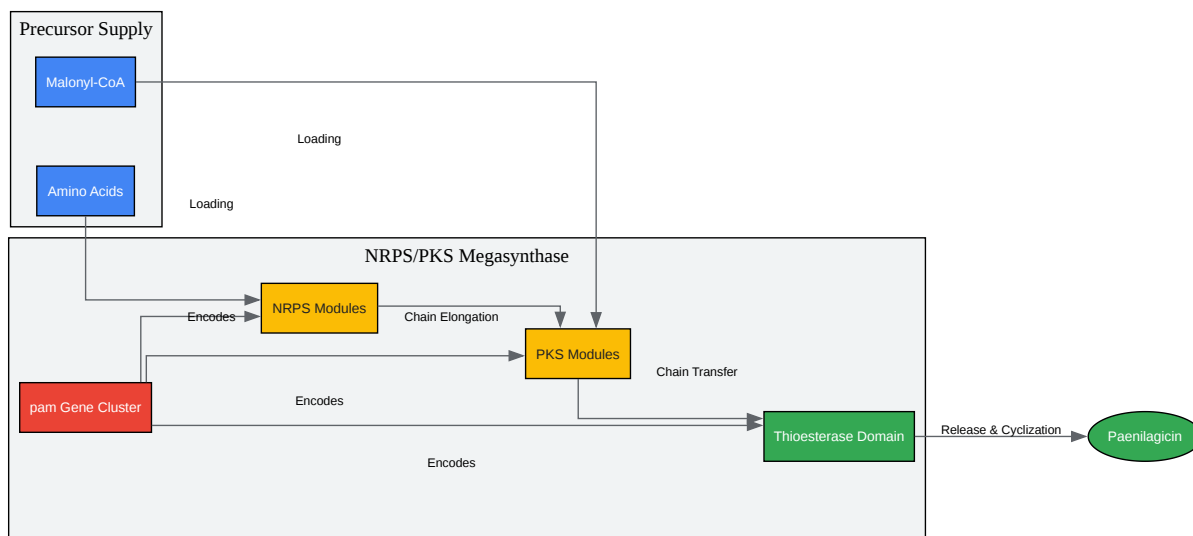 Precursor Supply
Malonyl-CoA
Loading
Amino Acids
Loading
NRPS/PKS Megasynthase
NRPS Modules
Encodes
Chain Elongation
PKS Modules
Chain Transfer
pam Gene Cluster
Encodes
Thioesterase Domain
Release & Cyclization
Paenilagicin
Encodes